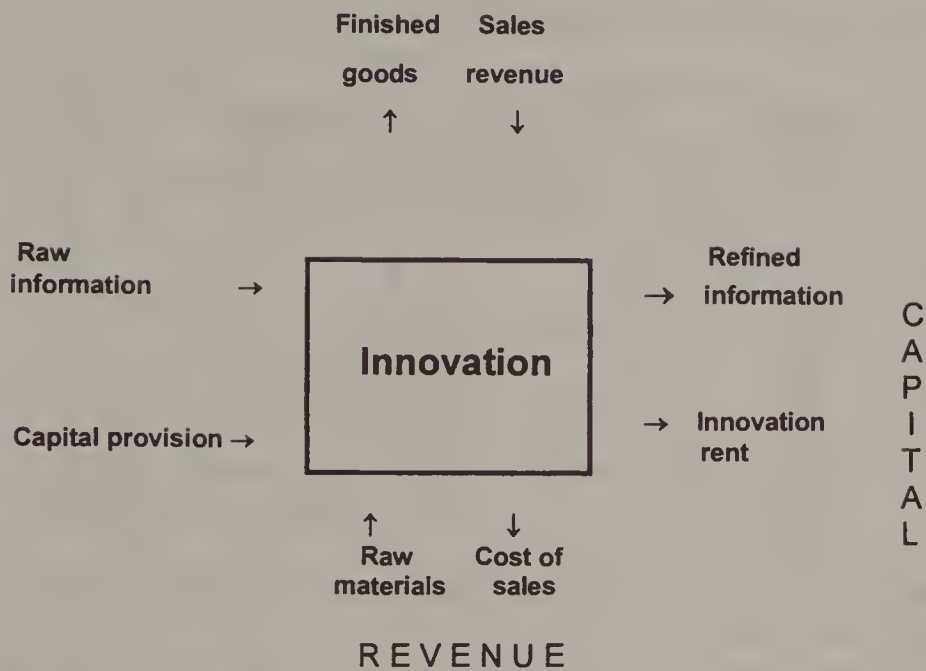 Finished Sales
goods revenue
↑ ↓
Raw
information →
Refined
→ information
Innovation
Capital provision →
→ Innovation
rent
↑ ↓
Raw Cost of
materials sales
REVENUE
CAPITAL